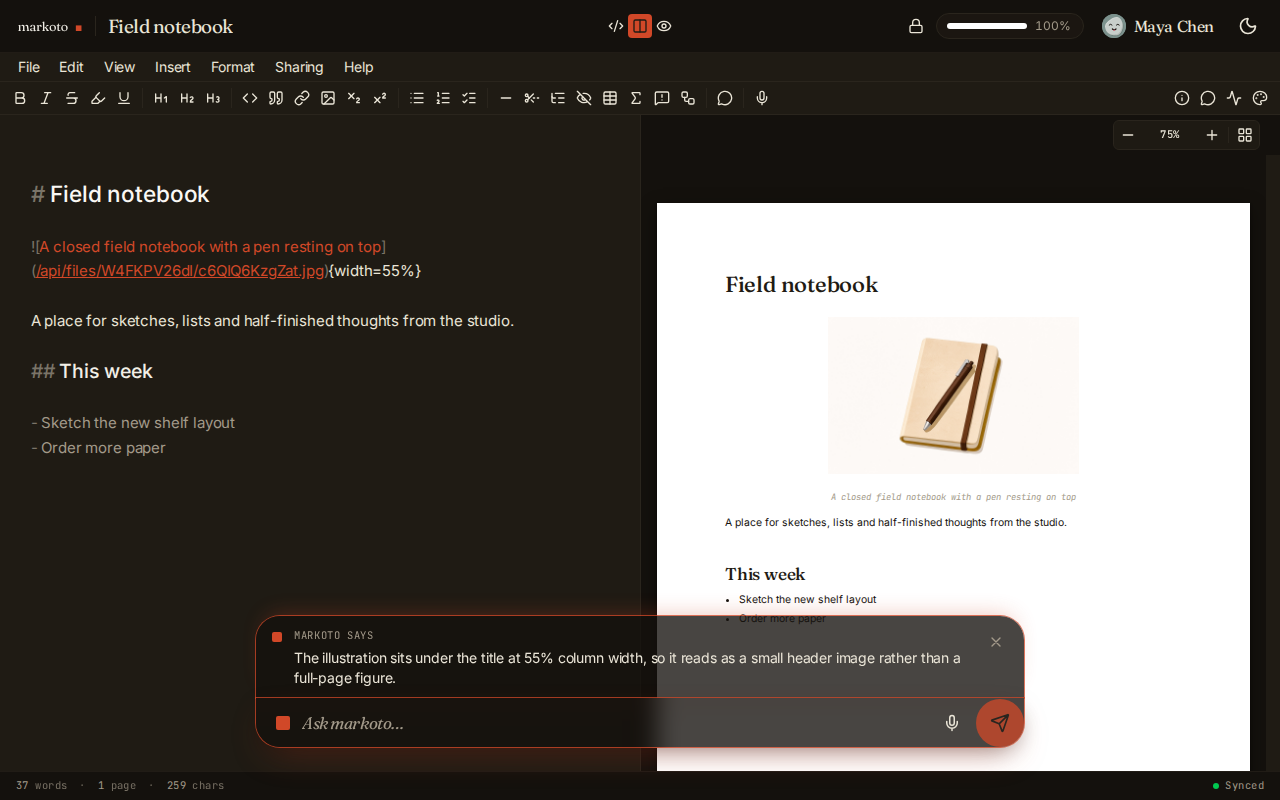 markoto
Field notebook
100%
Maya Chen
File Edit View Insert Format Sharing Help
H1 H2 H3
75%
# Field notebook
![A closed field notebook with a pen resting on top]
(/api/files/W4FKPV26dl/c6QlQ6KzgZat.jpg){width=55%}
A place for sketches, lists and half-finished thoughts from the studio.
## This week
- Sketch the new shelf layout
- Order more paper
Field notebook
A closed field notebook with a pen resting on top
A place for sketches, lists and half-finished thoughts from the studio.
This week
• Sketch the new shelf layout
• Order more paper
MARKOTO SAYS
The illustration sits under the title at 55% column width, so it reads as a small header image rather than a
full-page figure.
Ask markoto...
37 words · 1 page · 259 chars
Synced